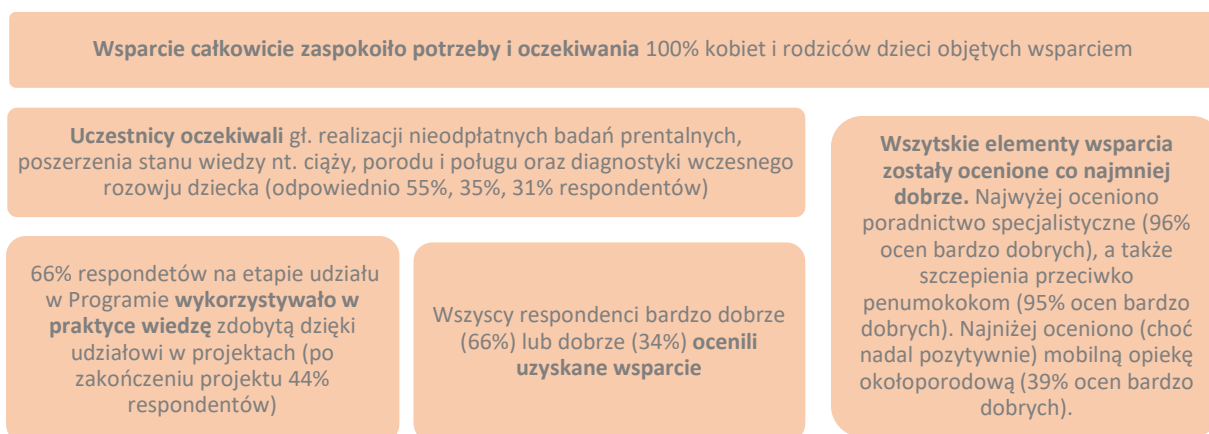 Wsparcie całkowicie zaspokoiło potrzeby i oczekiwania 100% kobiet i rodziców dzieci objętych wsparciem
Uczestnicy oczekiwali gł. realizacji nieodpłatnych badań prentalnych,
poszerzenia stanu wiedzy nt. ciąży, porodu i połogu oraz diagnostyki wczesnego
rozowju dziecka (odpowiednio 55%, 35%, 31% respondentów)
66% respondetów na etapie udziału
w Programie wykorzystywało w
praktyce wiedzę zdobytą dzięki
udziałowi w projektach (po
zakończeniu projektu 44%
respondentów)
Wszyscy respondenci bardzo dobrze
(66%) lub dobrze (34%) ocenili
uzyskane wsparcie
Wszytskie elementy wsparcia
zostały ocenione co najmniej
dobrze. Najwyżej oceniono
poradnictwo specjalistyczne (96%
ocen bardzo dobrych), a także
szczepienia przeciwko
penumokokom (95% ocen bardzo
dobrych). Najniżej oceniono (choć
nadal pozytywnie) mobilną opiekę
okołoporodową (39% ocen bardzo
dobrych).